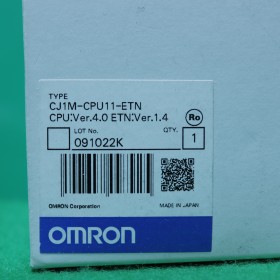 TYPE
CJ1M-CPU11-ETN
CPU:Ver.4.0 ETN:Ver.1.4
Ro
LOT No.
QTY.
091022K
1
OMRON Corporation
MADE IN JAPAN
OMRON